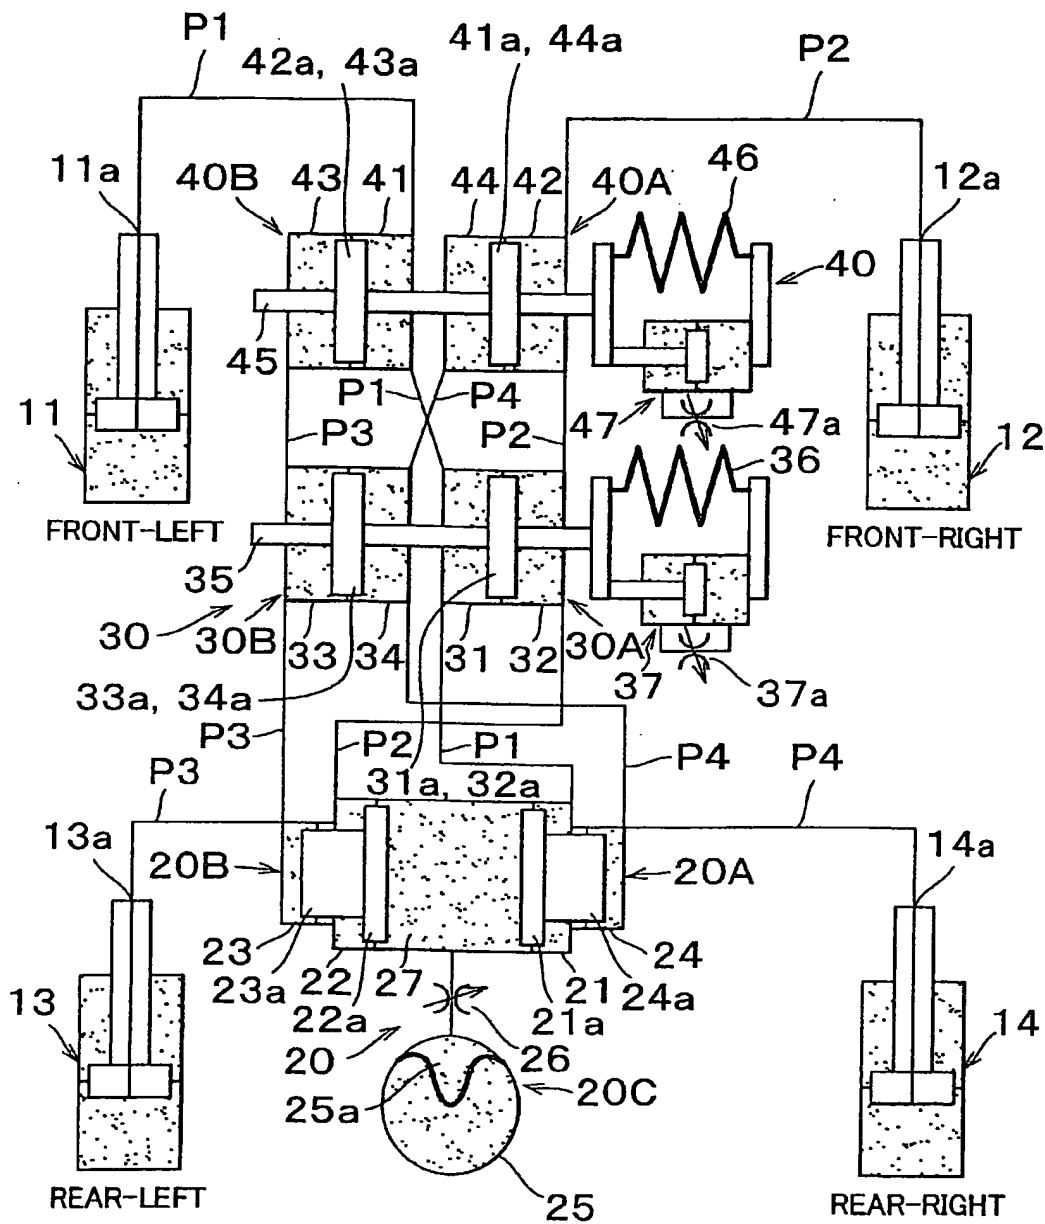 P1
41a, 44a
P2
42a, 43a
46
11a
40B
43
41
44
42
40A
12a
40
45
P1
P4
P3
P2
47
47a
11
36
12
FRONT-LEFT
FRONT-RIGHT
35
30
30B
33
34
31
32
30A
37
37a
33a, 34a
P3
P2
P1
P4
P4
P3
31a, 32a
13a
20B
20A
14a
23
24
23a
22
27
21
24a
22a
21a
13
14
20
26
25a
20C
REAR-LEFT
25
REAR-RIGHT